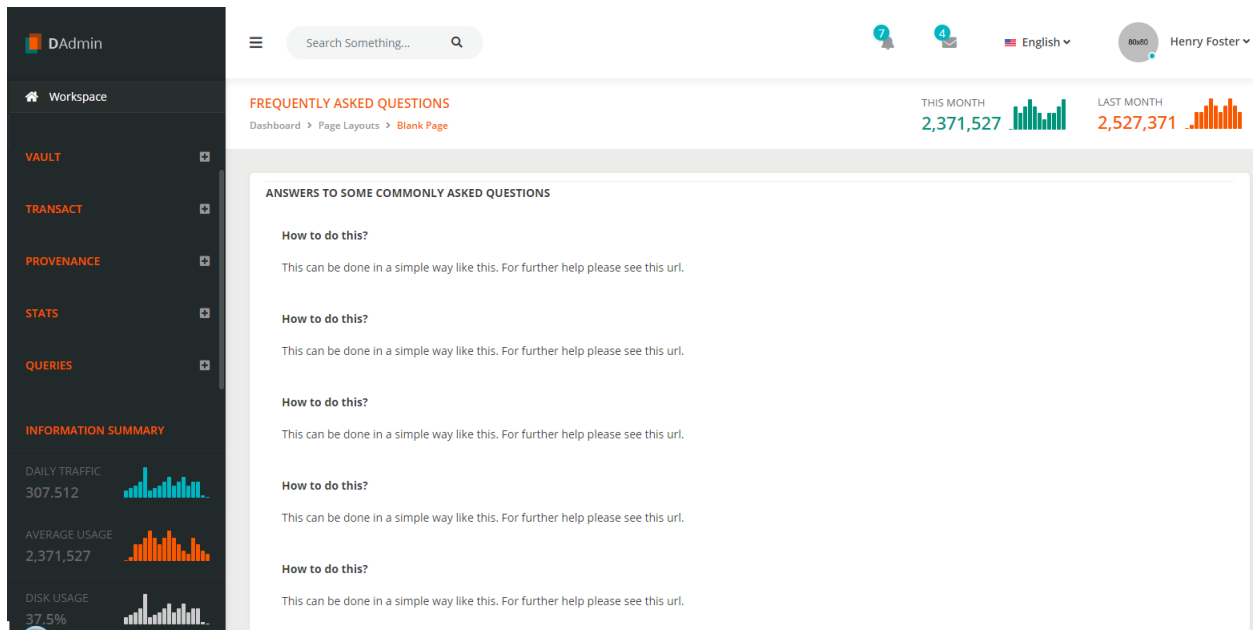 DAdmin
Workspace
VAULT
TRANSACT
PROVENANCE
STATS
QUERIES
INFORMATION SUMMARY
DAILY TRAFFIC
307.512
AVERAGE USAGE
2,371,527
DISK USAGE
37.5%
Search Something...
7
4
English
80x80
Henry Foster
FREQUENTLY ASKED QUESTIONS
Dashboard > Page Layouts > Blank Page
THIS MONTH
2,371,527
LAST MONTH
2,527,371
ANSWERS TO SOME COMMONLY ASKED QUESTIONS
How to do this?
This can be done in a simple way like this. For further help please see this url.
How to do this?
This can be done in a simple way like this. For further help please see this url.
How to do this?
This can be done in a simple way like this. For further help please see this url.
How to do this?
This can be done in a simple way like this. For further help please see this url.
How to do this?
This can be done in a simple way like this. For further help please see this url.